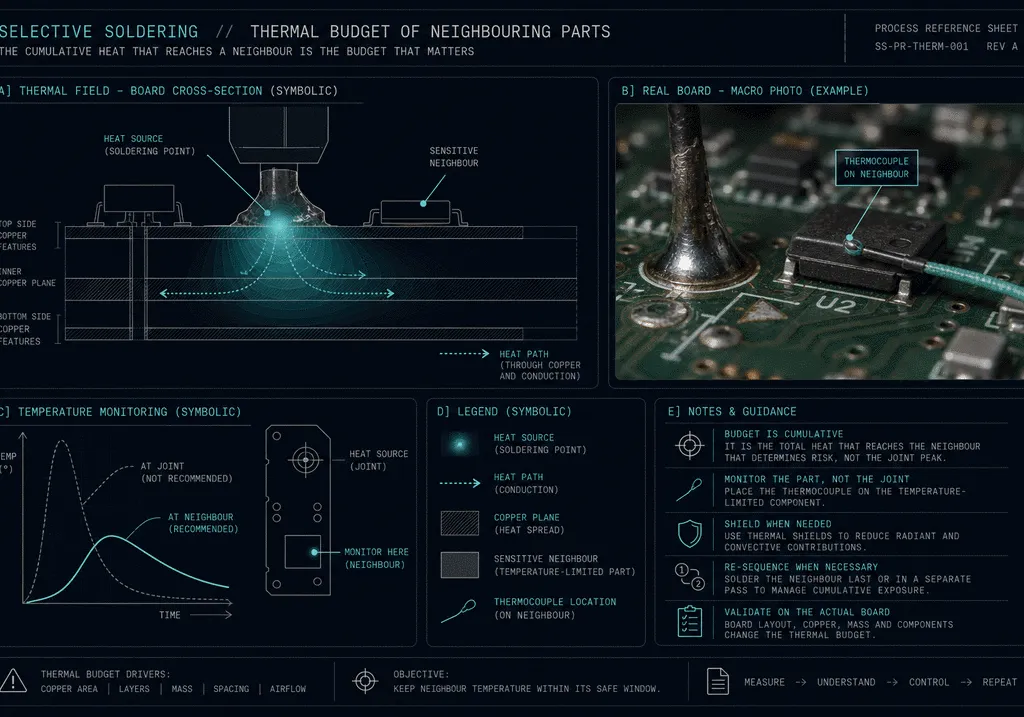 SELECTIVE SOLDERING // THERMAL BUDGET OF NEIGHBOURING PARTS
THE CUMULATIVE HEAT THAT REACHES A NEIGHBOUR IS THE BUDGET THAT MATTERS
PROCESS REFERENCE SHEET
SS-PR-THERM-001 REV A
A] THERMAL FIELD – BOARD CROSS-SECTION (SYMBOLIC)
HEAT SOURCE
(SOLDERING POINT)
SENSITIVE
NEIGHBOUR
TOP SIDE
COPPER
FEATURES
INNER
COPPER PLANE
BOTTOM SIDE
COPPER
FEATURES
HEAT PATH
(THROUGH COPPER
AND CONDUCTION)
B] REAL BOARD – MACRO PHOTO (EXAMPLE)
THERMOCOUPLE
ON NEIGHBOUR
U2
C] TEMPERATURE MONITORING (SYMBOLIC)
TEMP
(°)
AT JOINT
(NOT RECOMMENDED)
AT NEIGHBOUR
(RECOMMENDED)
TIME
HEAT SOURCE
(JOINT)
MONITOR HERE
(NEIGHBOUR)
D] LEGEND (SYMBOLIC)
HEAT SOURCE
(SOLDERING POINT)
HEAT PATH
(CONDUCTION)
COPPER PLANE
(HEAT SPREAD)
SENSITIVE NEIGHBOUR
(TEMPERATURE-LIMITED PART)
THERMOCOUPLE LOCATION
(ON NEIGHBOUR)
E] NOTES & GUIDANCE
BUDGET IS CUMULATIVE
IT IS THE TOTAL HEAT THAT REACHES THE NEIGHBOUR
THAT DETERMINES RISK, NOT THE JOINT PEAK.
MONITOR THE PART, NOT THE JOINT
PLACE THE THERMOCOUPLE ON THE TEMPERATURE-
LIMITED COMPONENT.
SHIELD WHEN NEEDED
USE THERMAL SHIELDS TO REDUCE RADIANT AND
CONVECTIVE CONTRIBUTIONS.
1
2
RE-SEQUENCE WHEN NECESSARY
SOLDER THE NEIGHBOUR LAST OR IN A SEPARATE
PASS TO MANAGE CUMULATIVE EXPOSURE.
VALIDATE ON THE ACTUAL BOARD
BOARD LAYOUT, COPPER, MASS AND COMPONENTS
CHANGE THE THERMAL BUDGET.
THERMAL BUDGET DRIVERS:
COPPER AREA | LAYERS | MASS | SPACING | AIRFLOW
OBJECTIVE:
KEEP NEIGHBOUR TEMPERATURE WITHIN ITS SAFE WINDOW.
MEASURE → UNDERSTAND → CONTROL → REPEAT